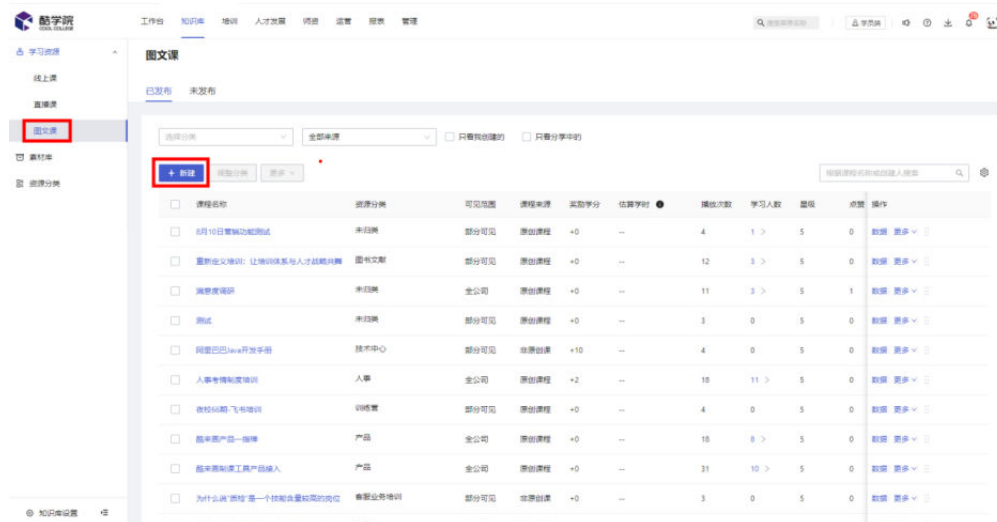 酷学院
COOL COLLEGE
工作台 知识库 培训 人才发展 师资 运营 报表 管理
学员端
学习资源
线上课
直播课
图文课
素材库
资源分类
知识库设置
图文课
已发布 未发布
选择分类 全部来源 只看我创建的 只看分享中的
+ 新建 调整分类 更多 根据课程名称或创建人搜索
课程名称 资源分类 可见范围 课程来源 奖励学分 估算学时 播放次数 学习人数 星级 点赞 操作
8月10日营销功能测试 未归类 部分可见 原创课程 +0 -- 4 1 > 5 0 数据 更多
重新定义培训：让培训体系与人才战略共舞 图书文献 部分可见 原创课程 +0 -- 12 3 > 5 0 数据 更多
满意度调研 未归类 全公司 原创课程 +0 -- 11 3 > 5 1 数据 更多
测试 未归类 部分可见 原创课程 +0 -- 3 0 5 0 数据 更多
阿里巴巴Java开发手册 技术中心 部分可见 非原创课 +10 -- 4 0 5 0 数据 更多
人事考情制度培训 人事 全公司 原创课程 +2 -- 18 11 > 5 0 数据 更多
夜校66期-飞书培训 训练营 部分可见 原创课程 +0 -- 4 0 5 0 数据 更多
酷来画产品一指禅 产品 全公司 原创课程 +0 -- 18 8 > 5 0 数据 更多
酷来画制课工具产品植入 产品 全公司 原创课程 +0 -- 31 10 > 5 0 数据 更多
为什么说"质检"是一个技能含量较高的岗位 客服业务培训 部分可见 非原创课 +0 -- 3 0 5 0 数据 更多